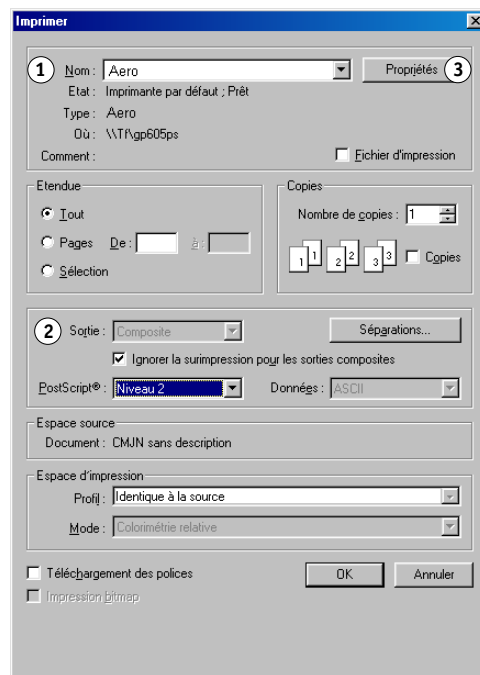 Imprimer
1 Nom : Aero Propriétés 3
Etat : Imprimante par défaut ; Prêt
Type : Aero
Où : \\Tf\gp605ps
Comment : Fichier d'impression
Etendue
Tout
Pages De : à :
Sélection
Copies
Nombre de copies : 1
1 1 2 2 3 3 Copies
2 Sortie : Composite Séparations...
Ignorer la surimpression pour les sorties composites
PostScript® : Niveau 2 Données : ASCII
Espace source
Document : CMJN sans description
Espace d'impression
Profil : Identique à la source
Mode : Colorimétrie relative
Téléchargement des polices OK Annuler
Impression bitmap